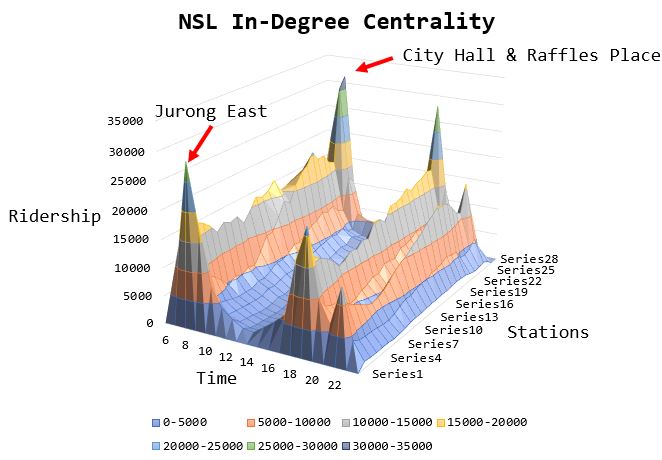 NSL In-Degree Centrality
City Hall & Raffles Place
Jurong East
35000
30000
25000
Ridership
20000
15000
10000
5000
0
6 8 10 12 14 16 18 20 22
Time
Series28
Series25
Series22
Series19
Series16
Series13
Series10
Series7
Series4
Series1
Stations
0-5000 5000-10000 10000-15000 15000-20000
20000-25000 25000-30000 30000-35000